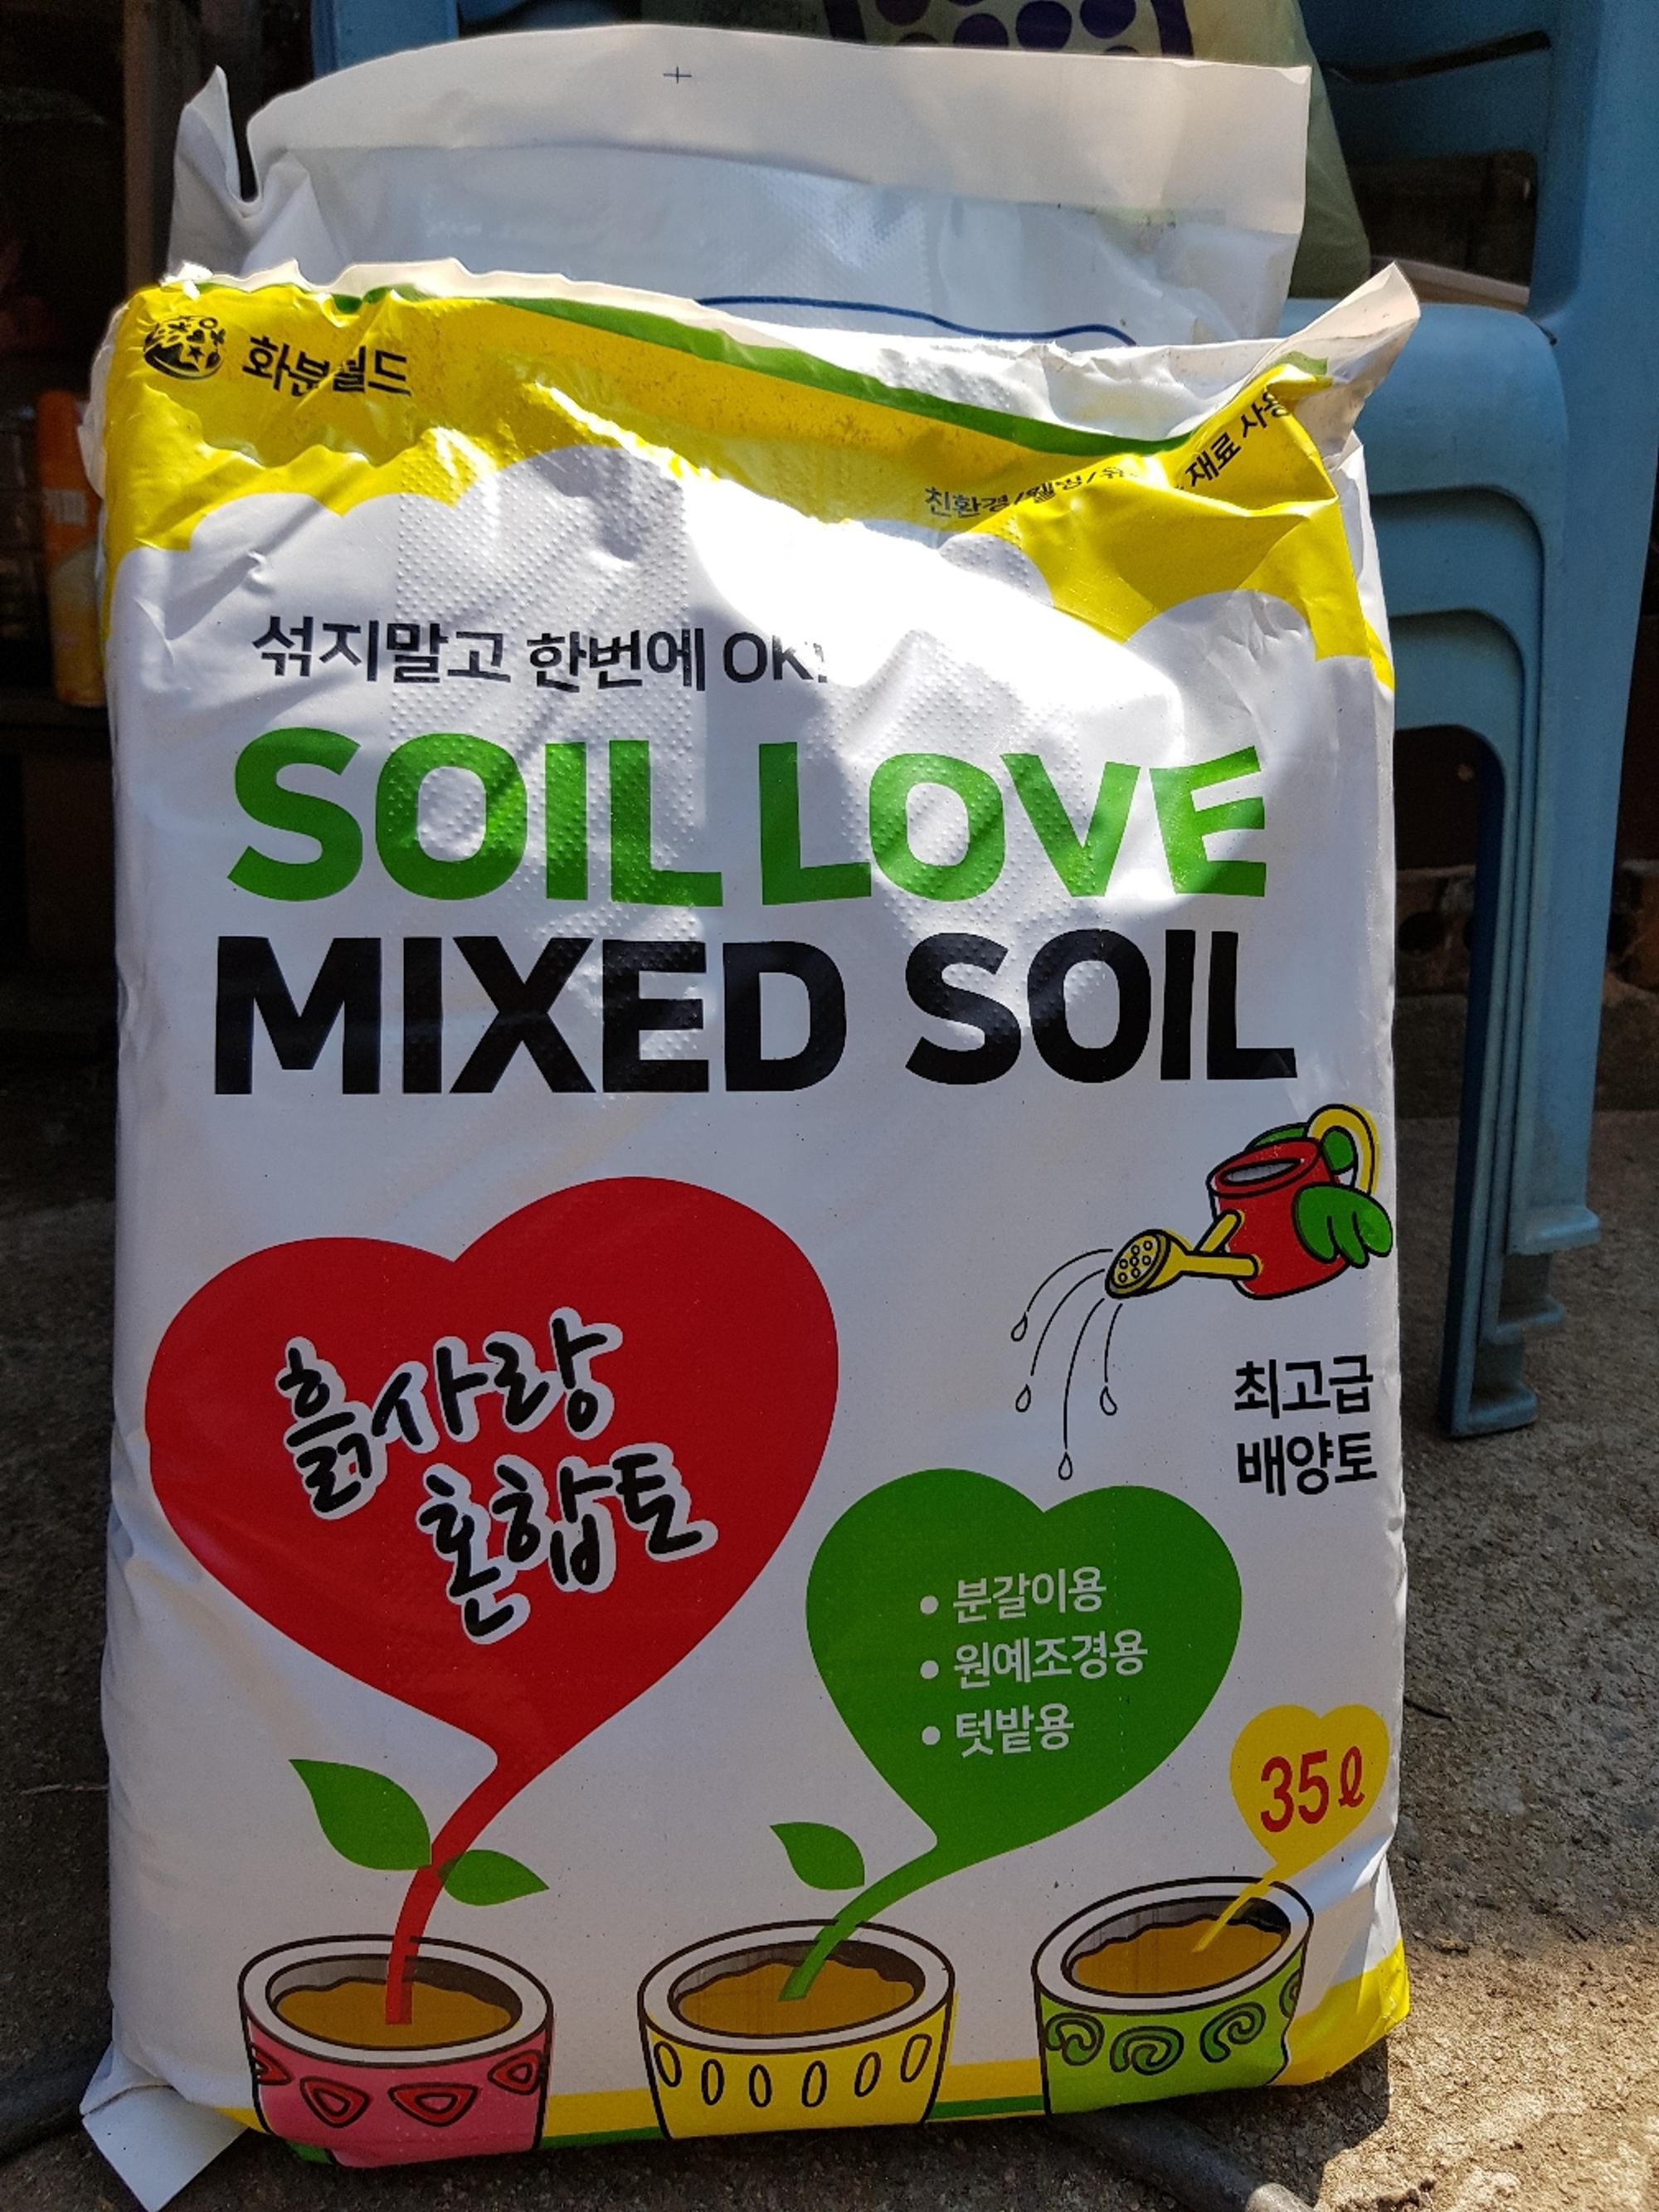 화분월드
친환경/웰빙/
재료 사용
섞지말고 한번에 OK!
SOIL LOVE
MIXED SOIL
흙사랑
혼합토
최고급
배양토
• 분갈이용
• 원예조경용
• 텃밭용
35ℓ